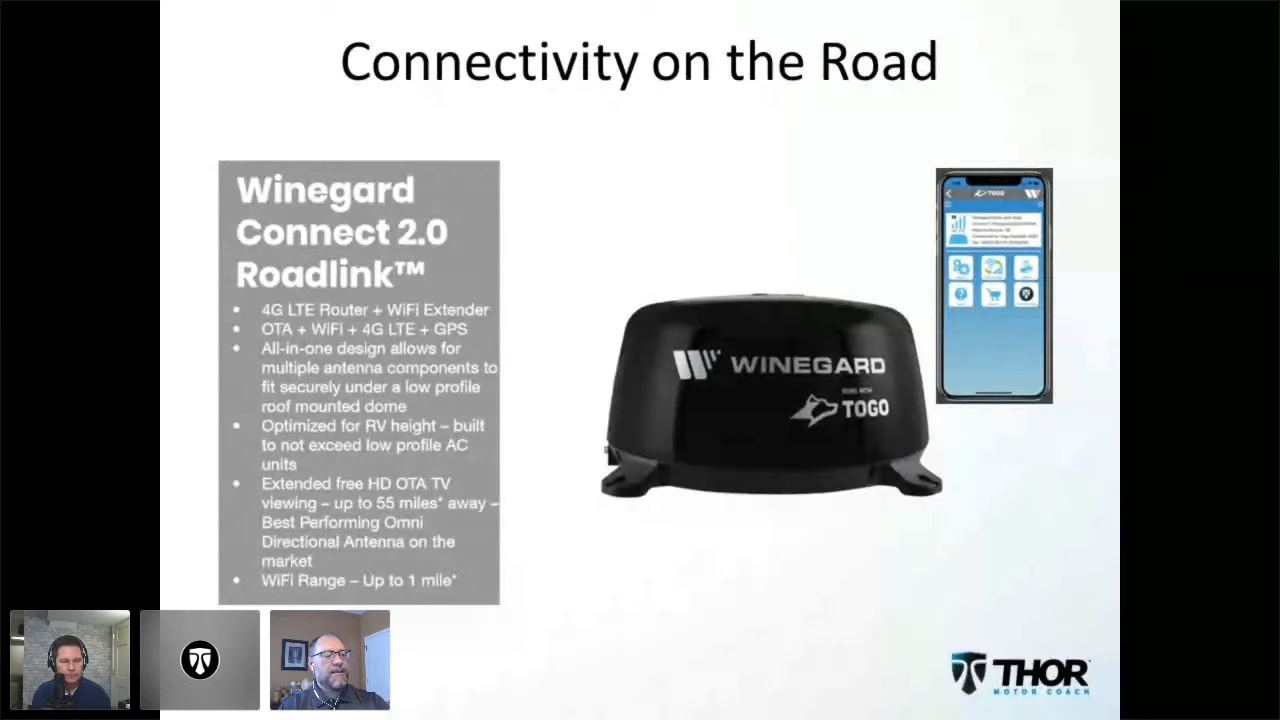 Connectivity on the Road
Winegard
Connect 2.0
Roadlink™
• 4G LTE Router + WiFi Extender
• OTA + WiFi + 4G LTE + GPS
• All-in-one design allows for
multiple antenna components to
fit securely under a low profile
roof mounted dome
• Optimized for RV height – built
to not exceed low profile AC
units
• Extended free HD OTA TV
viewing – up to 55 miles* away –
Best Performing Omni
Directional Antenna on the
market
• WiFi Range – Up to 1 mile*
WINEGARD
TOGO
TOGO
THOR
MOTOR COACH